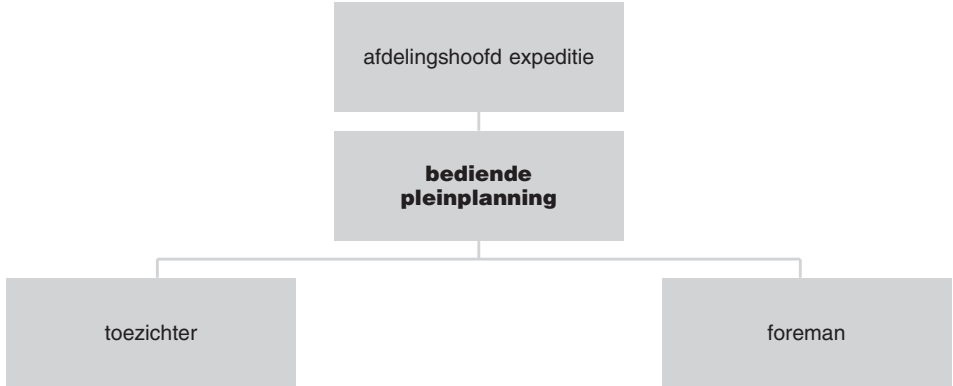 afdelingshoofd expeditie
bediende
pleinplanning
toezichter
foreman